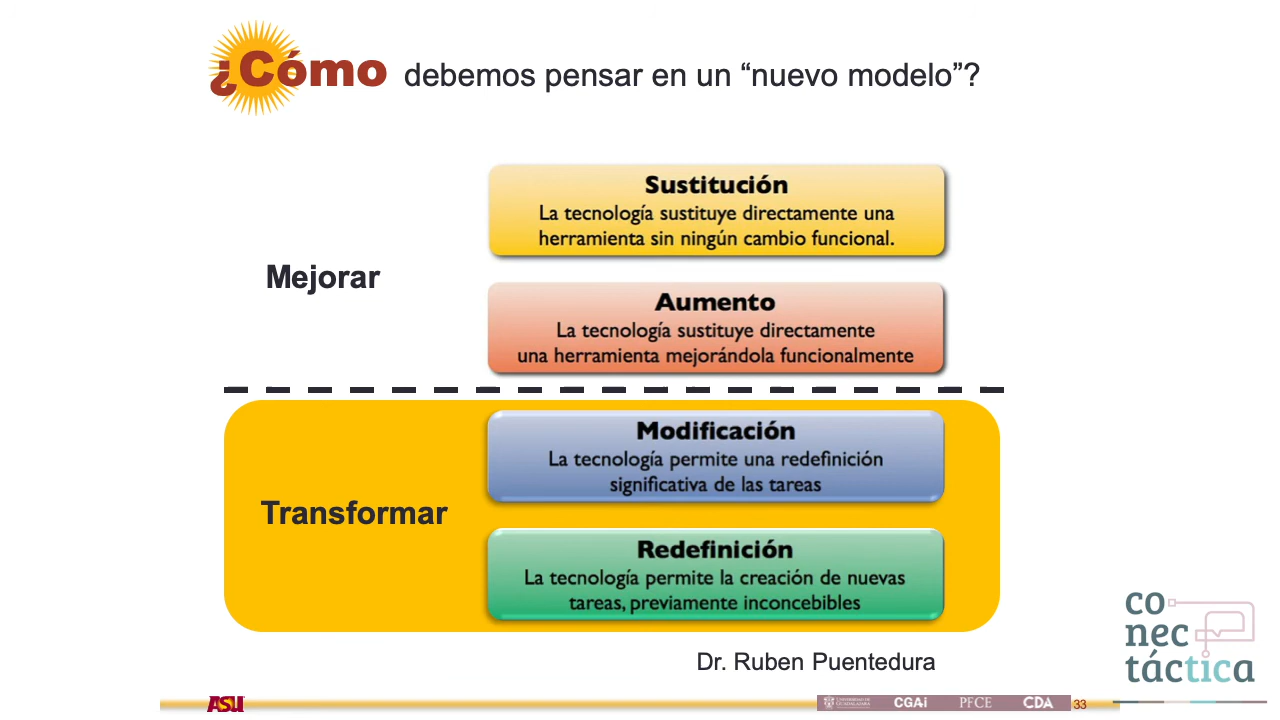 ¿Cómo debemos pensar en un “nuevo modelo”?
Sustitución
La tecnología sustituye directamente una
herramienta sin ningún cambio funcional.
Mejorar
Aumento
La tecnología sustituye directamente
una herramienta mejorándola funcionalmente
Modificación
La tecnología permite una redefinición
significativa de las tareas
Transformar
Redefinición
La tecnología permite la creación de nuevas
tareas, previamente inconcebibles
Dr. Ruben Puentedura
co
nec
táctica
ASU
Universidad de
Guadalajara
CGAi PFCE CDA 33